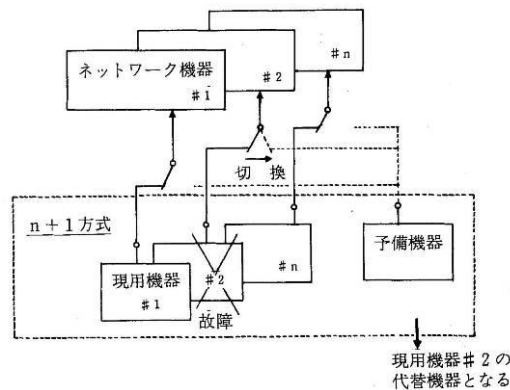 #n
#2
ネットワーク機器
#1
切 換
n+1方式
#n
予備機器
#2
現用機器
#1
故障
現用機器#2の
代替機器となる